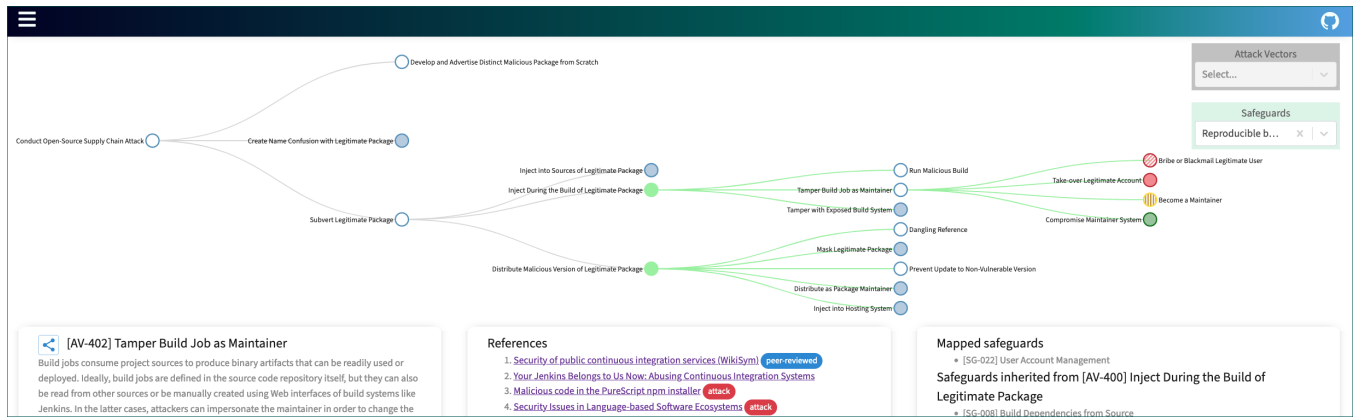 Attack Vectors
Select...
Safeguards
Reproducible b...
Develop and Advertise Distinct Malicious Package from Scratch
Conduct Open-Source Supply Chain Attack
Create Name Confusion with Legitimate Package
Subvert Legitimate Package
Inject into Sources of Legitimate Package
Inject During the Build of Legitimate Package
Distribute Malicious Version of Legitimate Package
Run Malicious Build
Tamper Build Job as Maintainer
Tamper with Exposed Build System
Dangling Reference
Mask Legitimate Package
Prevent Update to Non-Vulnerable Version
Distribute as Package Maintainer
Inject into Hosting System
Bribe or Blackmail Legitimate User
Take-over Legitimate Account
Become a Maintainer
Compromise Maintainer System
[AV-402] Tamper Build Job as Maintainer
Build jobs consume project sources to produce binary artifacts that can be readily used or
deployed. Ideally, build jobs are defined in the source code repository itself, but they can also
be read from other sources or be manually created using Web interfaces of build systems like
Jenkins. In the latter cases, attackers can impersonate the maintainer in order to change the
References
1. Security of public continuous integration services (WikiSym) peer-reviewed
2. Your Jenkins Belongs to Us Now: Abusing Continuous Integration Systems
3. Malicious code in the PureScript npm installer attack
4. Security Issues in Language-based Software Ecosystems attack
Mapped safeguards
• [SG-022] User Account Management
Safeguards inherited from [AV-400] Inject During the Build of
Legitimate Package
• [SG-008] Build Dependencies from Source